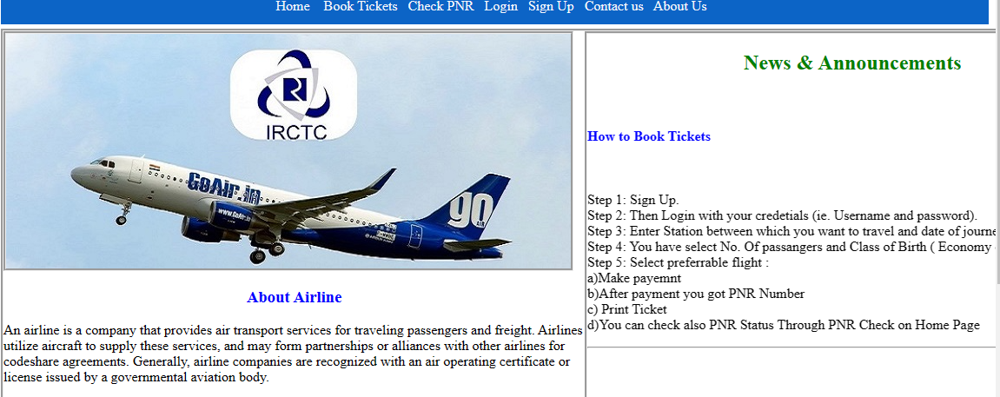 Home Book Tickets Check PNR Login Sign Up Contact us About Us
IRCTC
GoAir.in
www.GoAir.in
go
AIR
About Airline
An airline is a company that provides air transport services for traveling passengers and freight. Airlines
utilize aircraft to supply these services, and may form partnerships or alliances with other airlines for
codeshare agreements. Generally, airline companies are recognized with an air operating certificate or
license issued by a governmental aviation body.
News & Announcements
How to Book Tickets
Step 1: Sign Up.
Step 2: Then Login with your credetials (ie. Username and password).
Step 3: Enter Station between which you want to travel and date of journe
Step 4: You have select No. Of passangers and Class of Birth ( Economy
Step 5: Select preferrable flight :
a)Make payemnt
b)After payment you got PNR Number
c) Print Ticket
d)You can check also PNR Status Through PNR Check on Home Page